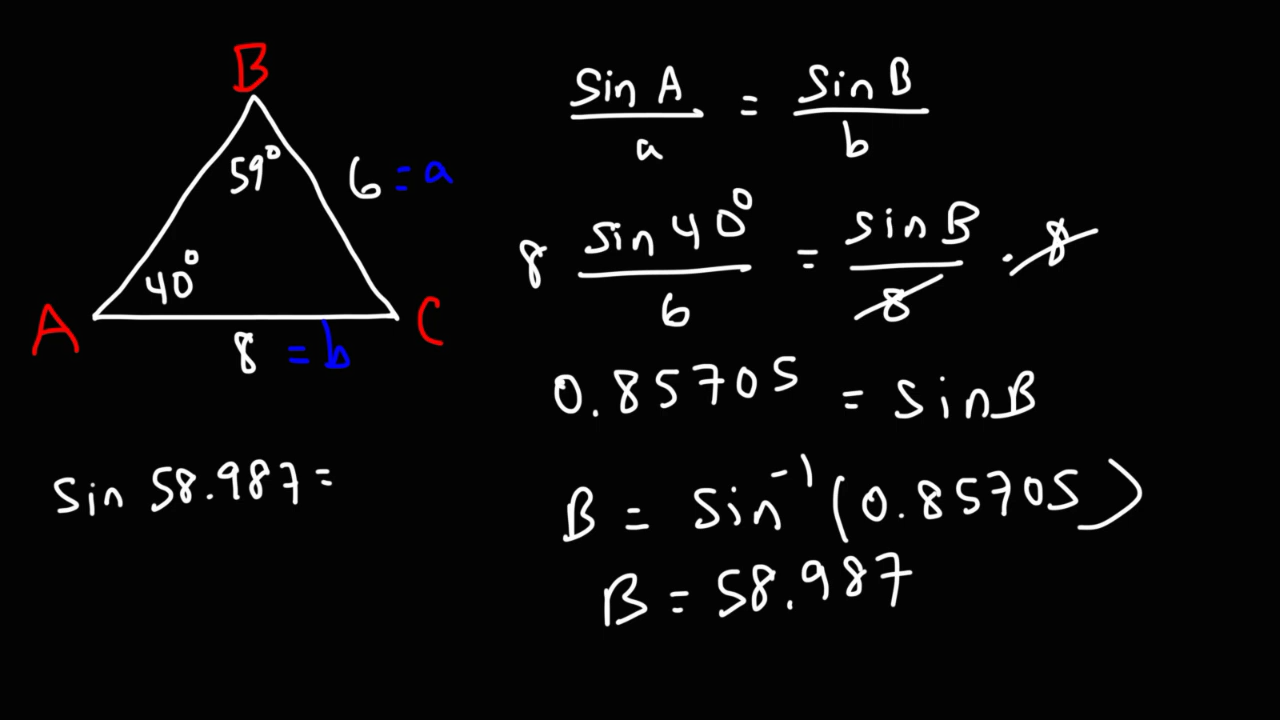 B
59°
6 = a
40°
A
C
8 = b
sin 58.987 =
Sin A / a = Sin B / b
8 sin 40° / 6 = sin B / 8 · 8
0.85705 = sin B
B = sin⁻¹(0.85705)
B = 58.987